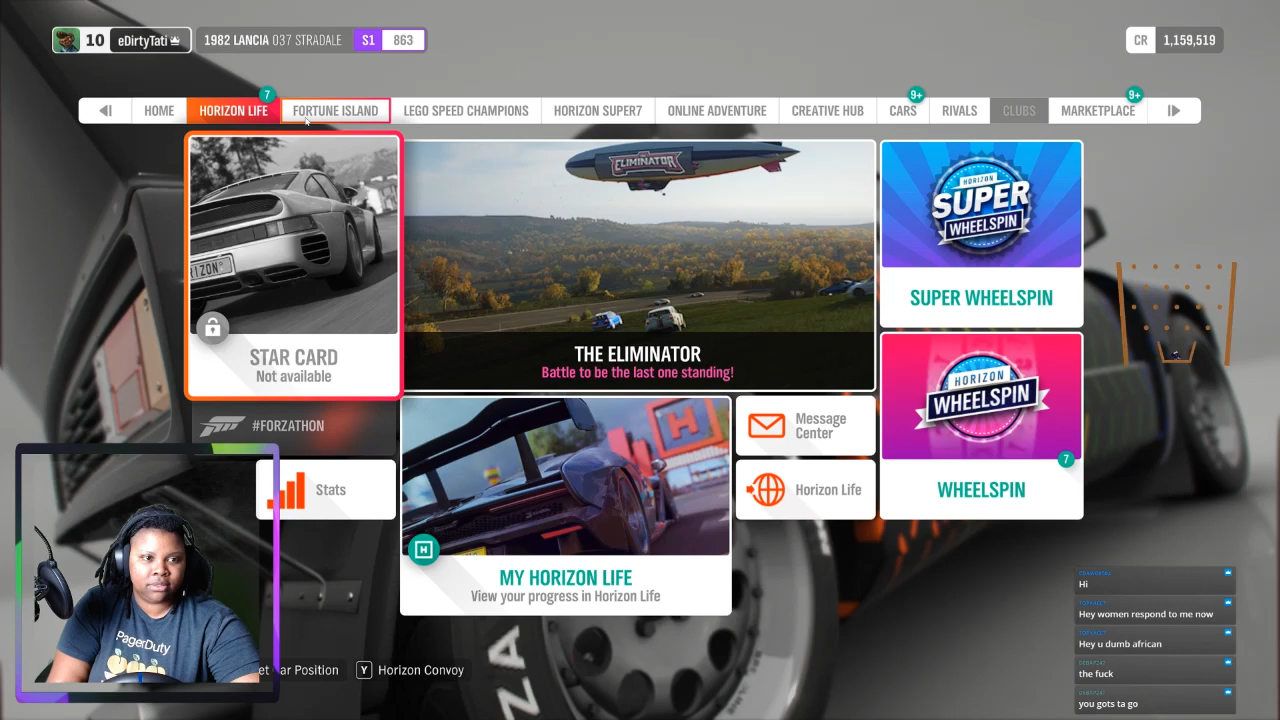 10 eDirtyTati
1982 LANCIA 037 STRADALE S1 863
CR 1,159,519
HOME
HORIZON LIFE
7
FORTUNE ISLAND
LEGO SPEED CHAMPIONS
HORIZON SUPER7
ONLINE ADVENTURE
CREATIVE HUB
CARS
9+
RIVALS
CLUBS
MARKETPLACE
9+
STAR CARD
Not available
ELIMINATOR
THE ELIMINATOR
Battle to be the last one standing!
HORIZON
SUPER
WHEELSPIN
SUPER WHEELSPIN
#FORZATHON
Stats
MY HORIZON LIFE
View your progress in Horizon Life
Message
Center
Horizon Life
HORIZON
WHEELSPIN
7
WHEELSPIN
PagerDuty
Y Horizon Convoy
Hi
Hey women respond to me now
Hey u dumb african
the fuck
you gots ta go